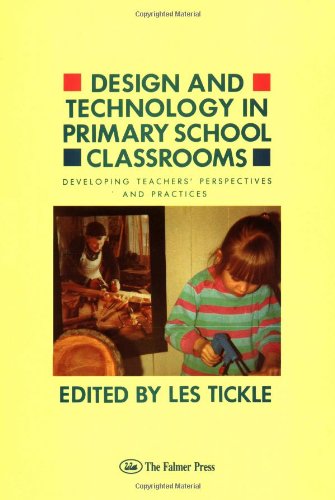 DESIGN AND
TECHNOLOGY IN
PRIMARY SCHOOL
CLASSROOMS
DEVELOPING TEACHERS' PERSPECTIVES
AND PRACTICES
EDITED BY LES TICKLE
The Falmer Press